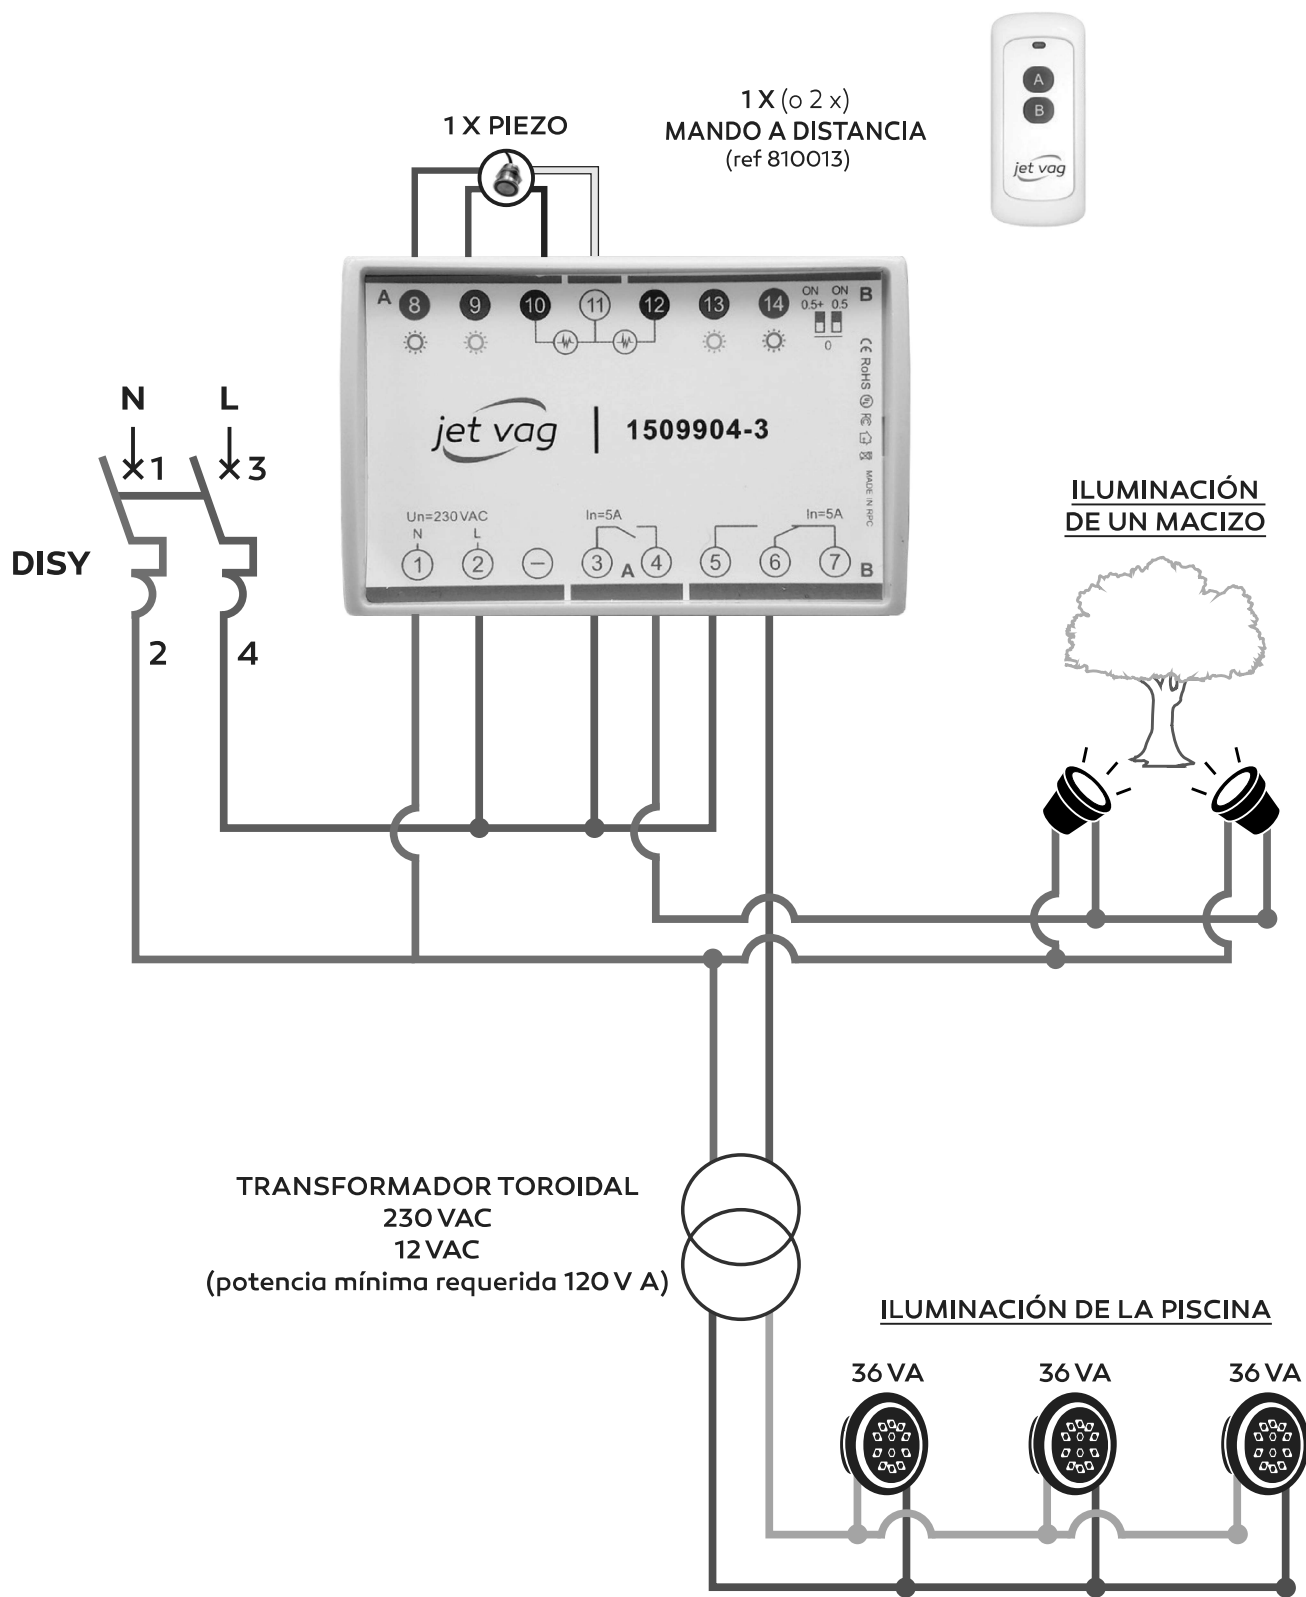 1 X PIEZO
1 X (o 2 x)
MANDO A DISTANCIA
(ref 810013)
A
B
jet vag
A 8 9 10 11 12 13 14 ON ON B
0.5+ 0.5
0
jet vag | 1509904-3
CE RoHS
MADE IN RPC
Un=230VAC In=5A In=5A
N L
1 2 − 3 A 4 5 6 7 B
N L
1 3
DISY
2 4
ILUMINACIÓN
DE UN MACIZO
TRANSFORMADOR TOROIDAL
230 VAC
12 VAC
(potencia mínima requerida 120 V A)
ILUMINACIÓN DE LA PISCINA
36 VA 36 VA 36 VA